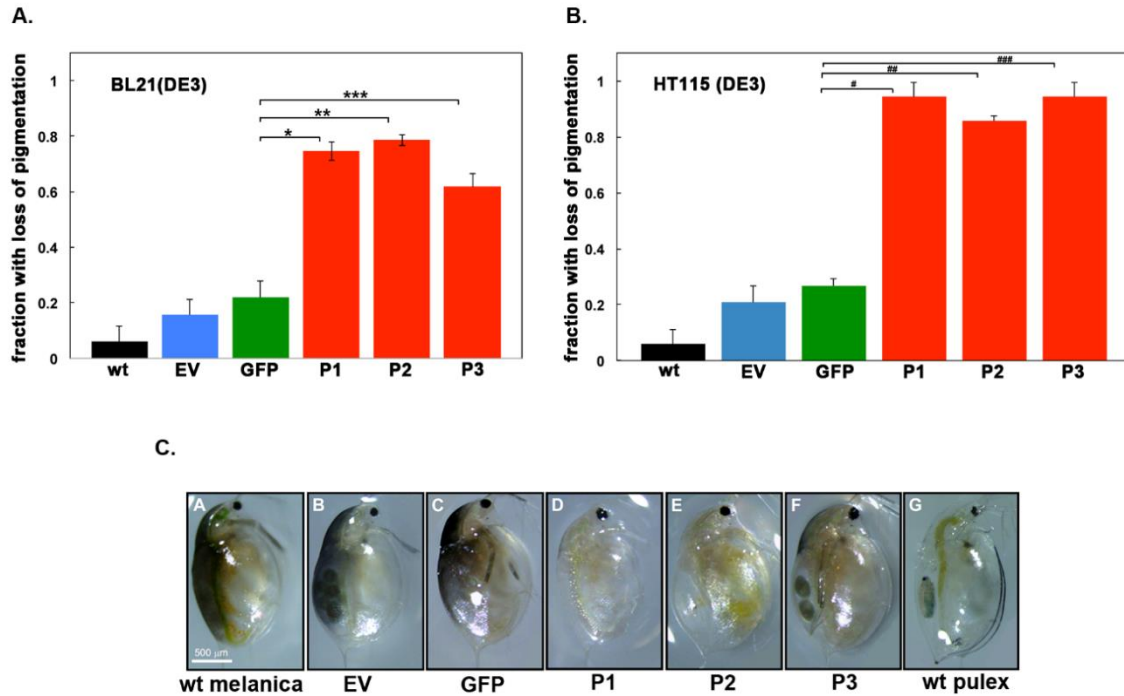 A.
BL21(DE3)
fraction with loss of pigmentation
1
0.8
0.6
0.4
0.2
0
*
**
***
wt EV GFP P1 P2 P3
B.
HT115 (DE3)
fraction with loss of pigmentation
1
0.8
0.6
0.4
0.2
0
#
##
###
wt EV GFP P1 P2 P3
C.
A B C D E F G
500 μm
wt melanica EV GFP P1 P2 P3 wt pulex